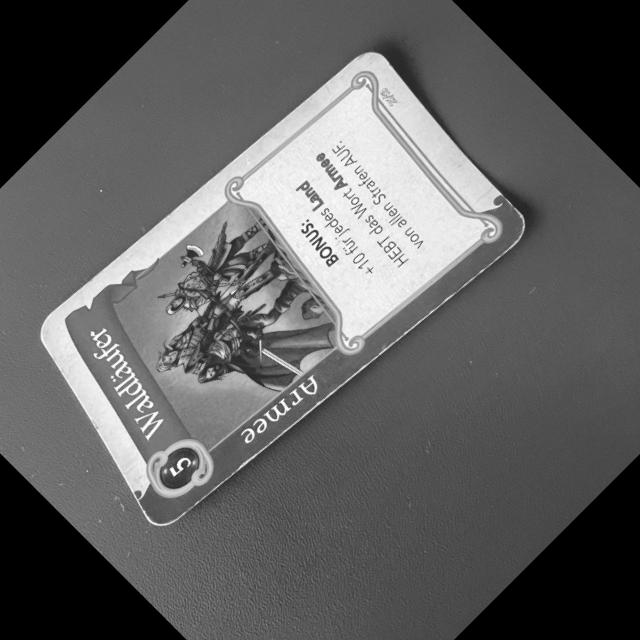 5
Waldläufer
Armee
BONUS:
+10 für jedes Land
HEBT das Wort Armee
von allen Strafen AUF.